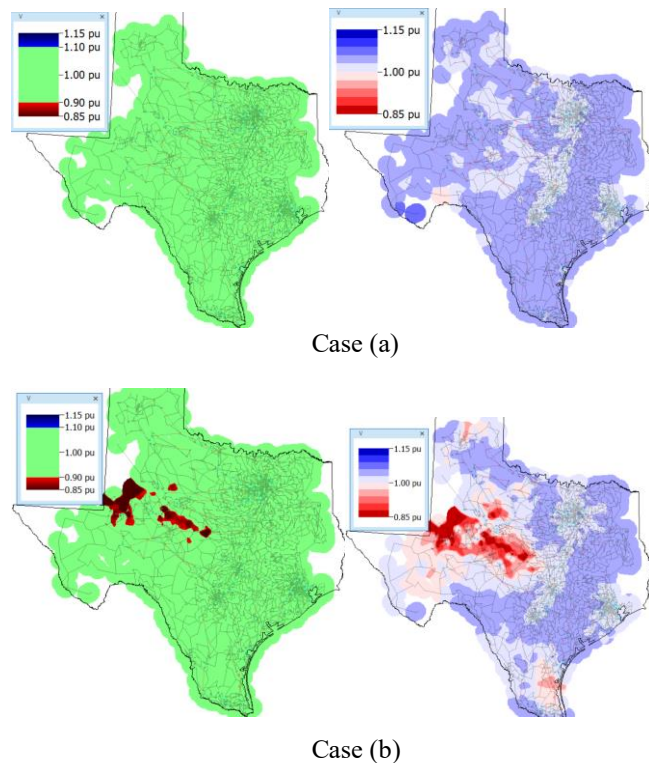 V ×
1.15 pu
1.10 pu
1.00 pu
0.90 pu
0.85 pu
V ×
1.15 pu
1.00 pu
0.85 pu
Case (a)
V ×
1.15 pu
1.10 pu
1.00 pu
0.90 pu
0.85 pu
V ×
1.15 pu
1.00 pu
0.85 pu
Case (b)